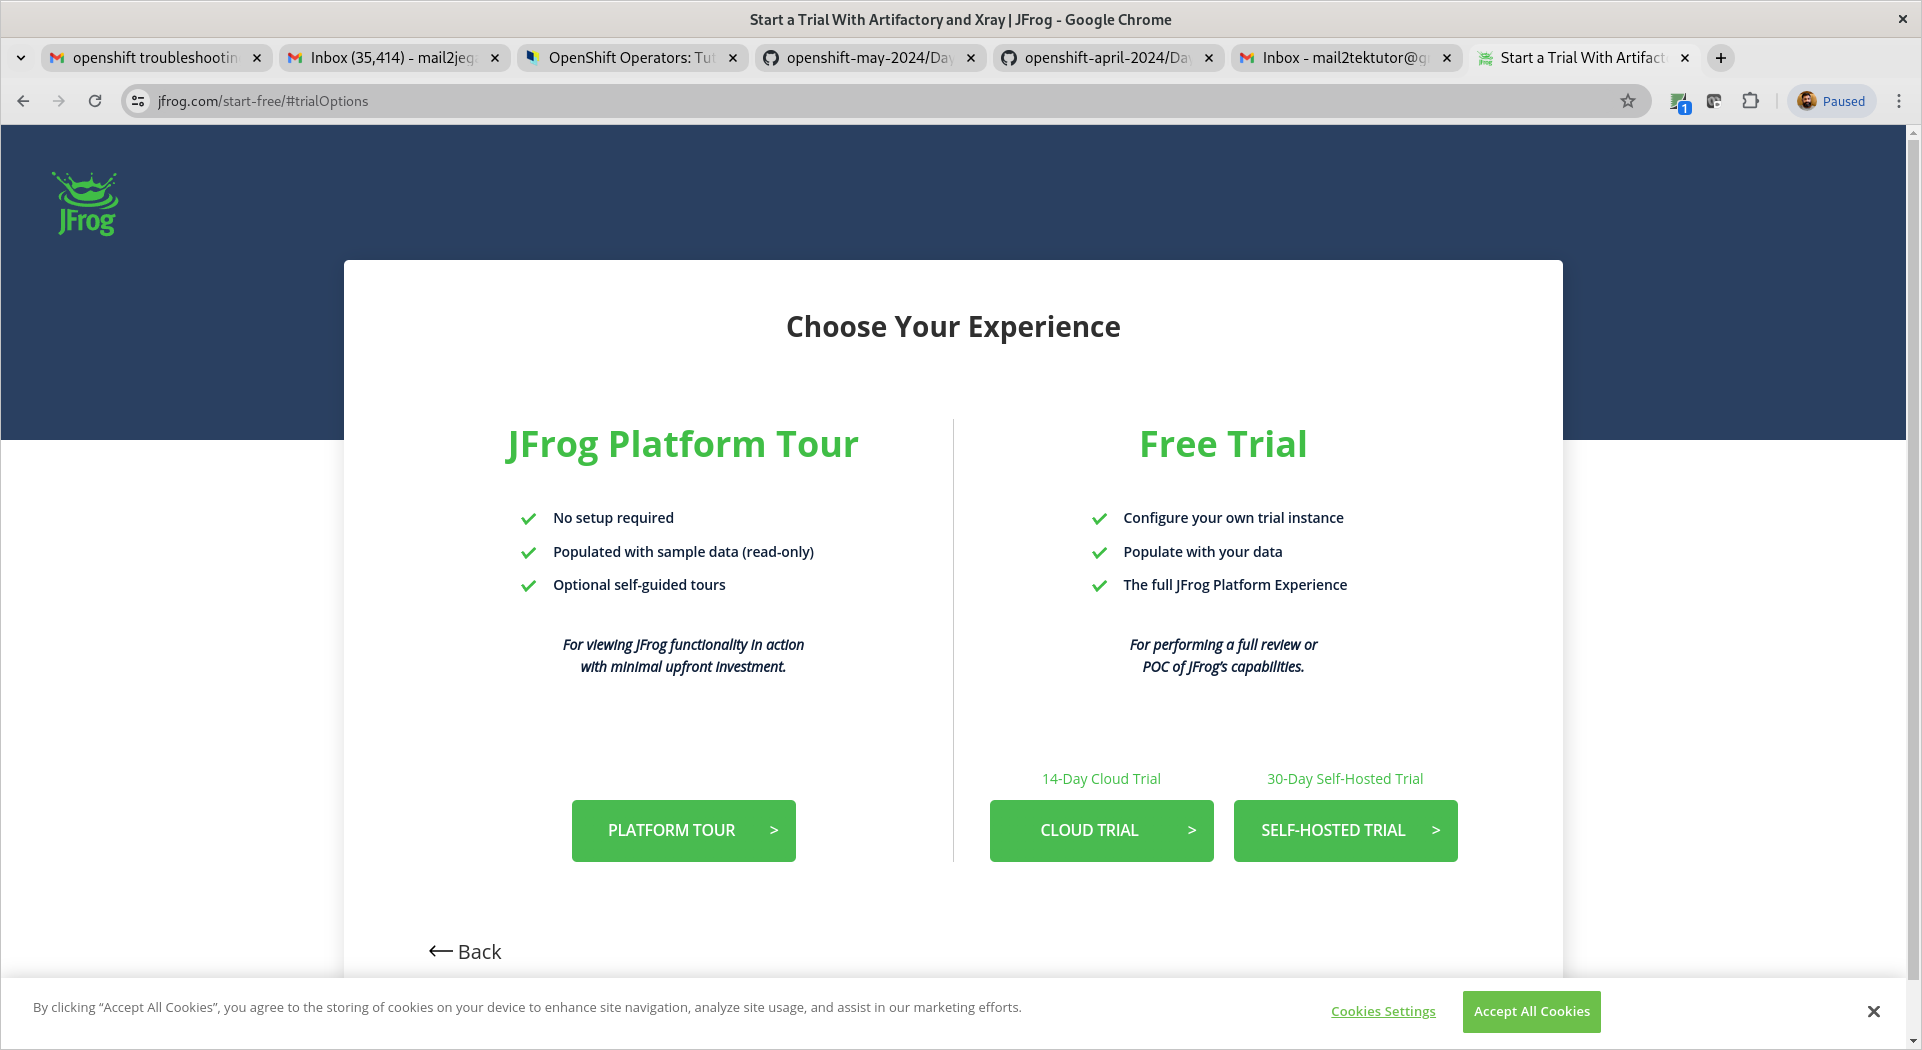 Start a Trial With Artifactory and Xray | JFrog - Google Chrome
openshift troubleshootin
Inbox (35,414) - mail2jeg
OpenShift Operators: Tut
openshift-may-2024/Day
openshift-april-2024/Day
Inbox - mail2tektutor@g
Start a Trial With Artifact
jfrog.com/start-free/#trialOptions
1
Paused
JFrog
Choose Your Experience
JFrog Platform Tour
No setup required
Populated with sample data (read-only)
Optional self-guided tours
For viewing JFrog functionality in action
with minimal upfront investment.
PLATFORM TOUR >
Free Trial
Configure your own trial instance
Populate with your data
The full JFrog Platform Experience
For performing a full review or
POC of JFrog's capabilities.
14-Day Cloud Trial
CLOUD TRIAL >
30-Day Self-Hosted Trial
SELF-HOSTED TRIAL >
Back
By clicking “Accept All Cookies”, you agree to the storing of cookies on your device to enhance site navigation, analyze site usage, and assist in our marketing efforts.
Cookies Settings
Accept All Cookies